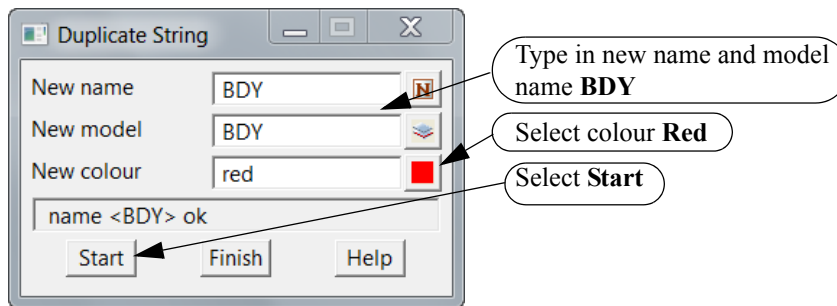 Duplicate String
New name BDY N
New model BDY
New colour red
name <BDY> ok
Start Finish Help
Type in new name and model
name BDY
Select colour Red
Select Start